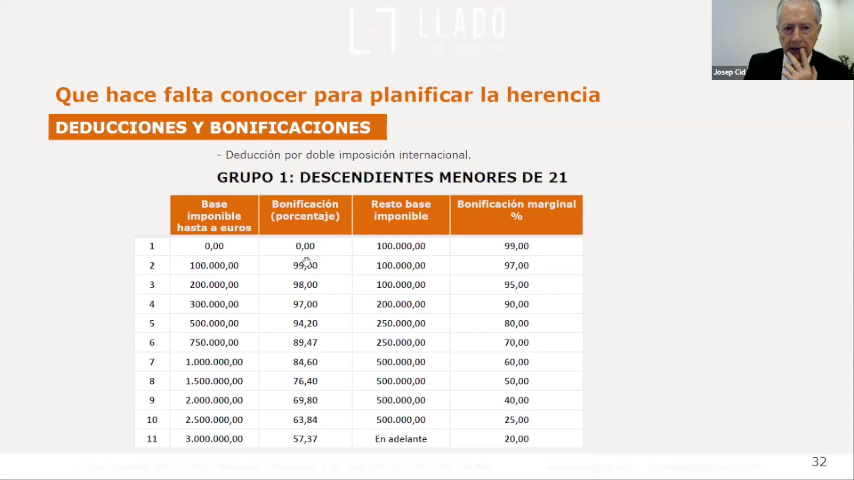 LLADO
Josep Cid
Que hace falta conocer para planificar la herencia
DEDUCCIONES Y BONIFICACIONES
- Deducción por doble imposición internacional.
GRUPO 1: DESCENDIENTES MENORES DE 21
Base imponible hasta a euros Bonificación (porcentaje) Resto base imponible Bonificación marginal %
1 0,00 0,00 100.000,00 99,00
2 100.000,00 99,00 100.000,00 97,00
3 200.000,00 98,00 100.000,00 95,00
4 300.000,00 97,00 200.000,00 90,00
5 500.000,00 94,20 250.000,00 80,00
6 750.000,00 89,47 250.000,00 70,00
7 1.000.000,00 84,60 500.000,00 60,00
8 1.500.000,00 76,40 500.000,00 50,00
9 2.000.000,00 69,80 500.000,00 40,00
10 2.500.000,00 63,84 500.000,00 25,00
11 3.000.000,00 57,37 En adelante 20,00
32